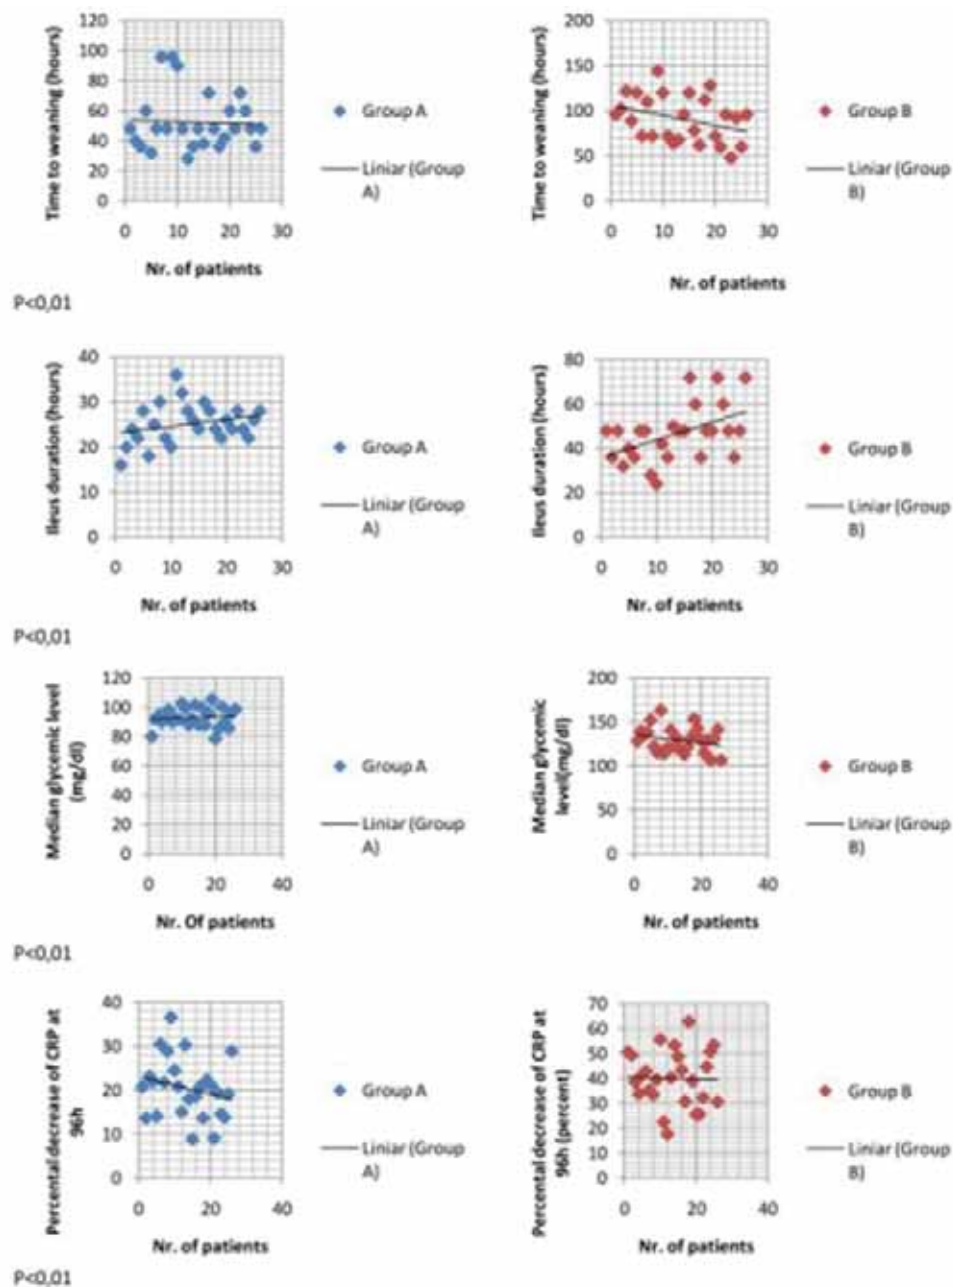 Time to weaning (hours)
120
100
80
60
40
20
0
0 10 20 30
Nr. of patients
Group A
Liniar (Group
A)
Time to weaning (hours)
200
150
100
50
0
0 10 20 30
Nr. of patients
Group B
Liniar (Group
B)
P<0,01
Ileus duration (hours)
40
30
20
10
0
0 10 20 30
Nr. of patients
Group A
Liniar (Group
A)
Ileus duration (hours)
80
60
40
20
0
0 10 20 30
Nr. of patients
Group B
Liniar (Group
B)
P<0,01
Median glycemic level
(mg/dl)
120
100
80
60
40
20
0
0 20 40
Nr. Of patients
Group A
Liniar (Group
A)
Median glycemic
level(mg/dl)
200
150
100
50
0
0 20 40
Nr. of patients
Group B
Liniar (Group
B)
P<0,01
Percental decrease of CRP at
96h
40
30
20
10
0
0 20 40
Nr. of patients
Group A
Liniar (Group
A)
Percental decrease of CRP at
96h (percent)
70
60
50
40
30
20
10
0
0 20 40
Nr. of patients
Group B
Liniar (Group
B)
P<0,01